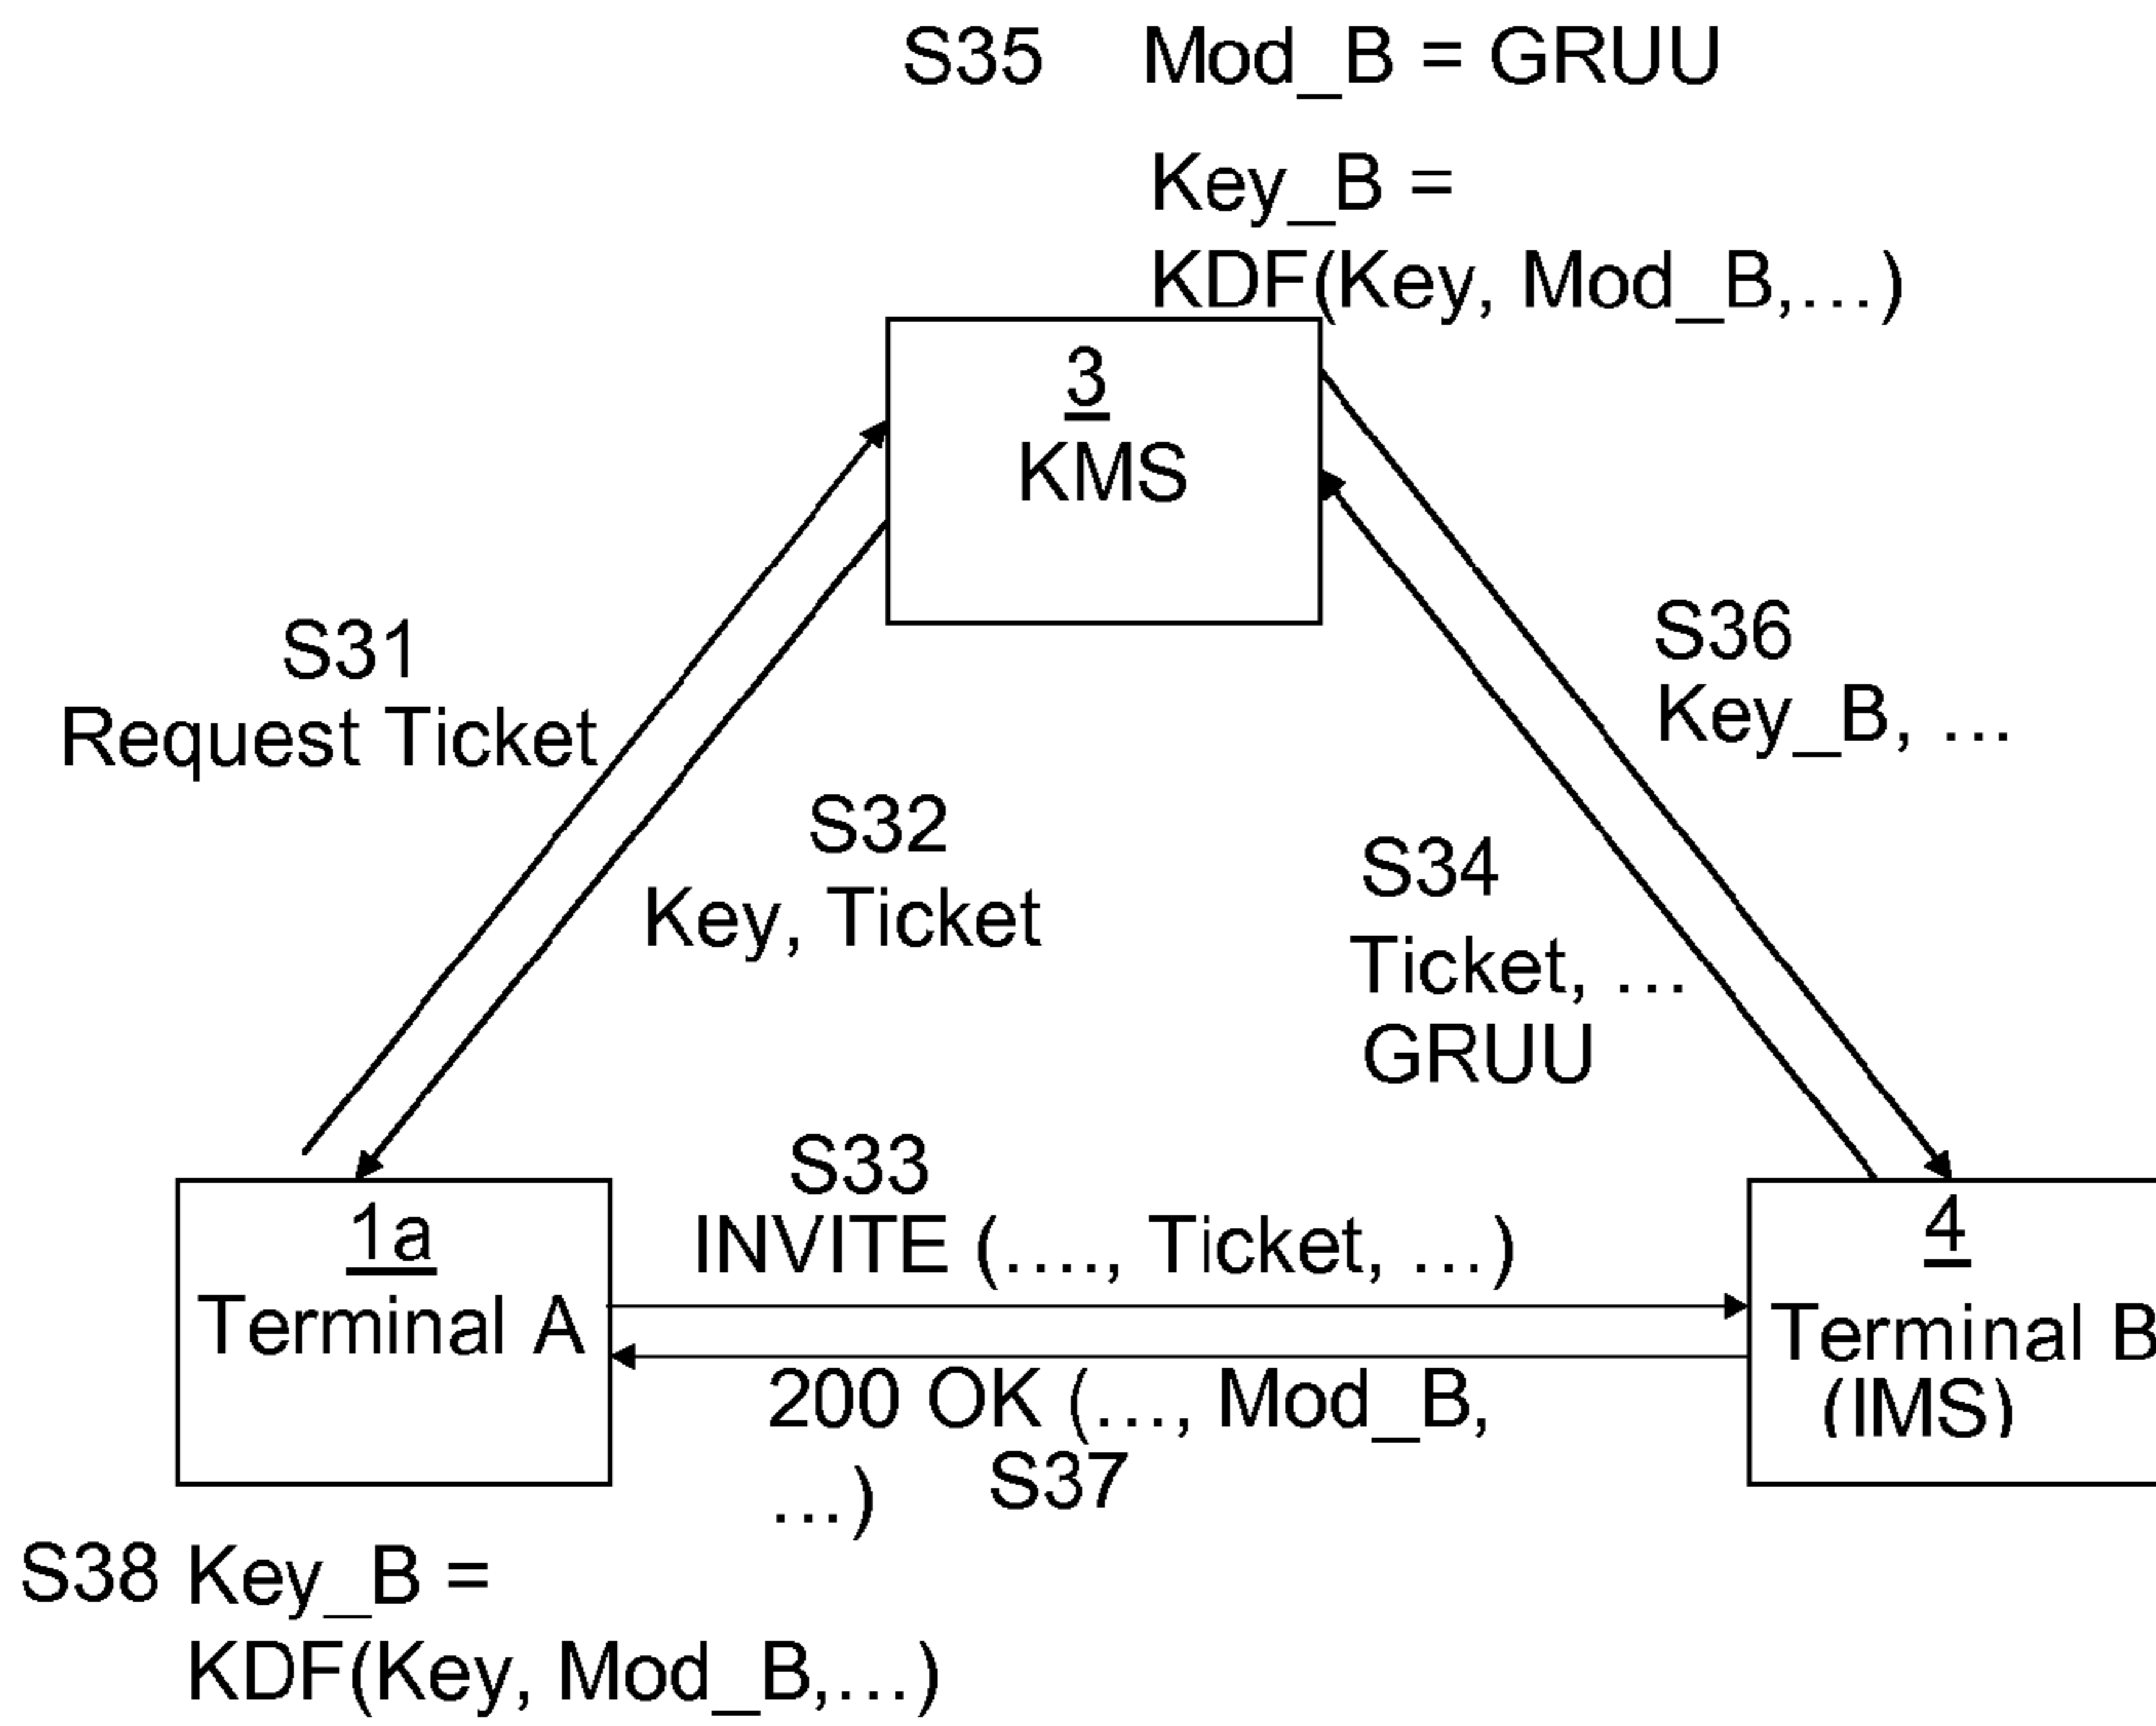 S35 Mod_B = GRUU
Key_B =
KDF(Key, Mod_B,...)
3
KMS
S31
Request Ticket
S32
Key, Ticket
S36
Key_B, ...
S34
Ticket, ...
GRUU
S33
INVITE (...., Ticket, ...)
1a
Terminal A
4
Terminal B
(IMS)
200 OK (..., Mod_B,
...)
S37
S38 Key_B =
KDF(Key, Mod_B,...)